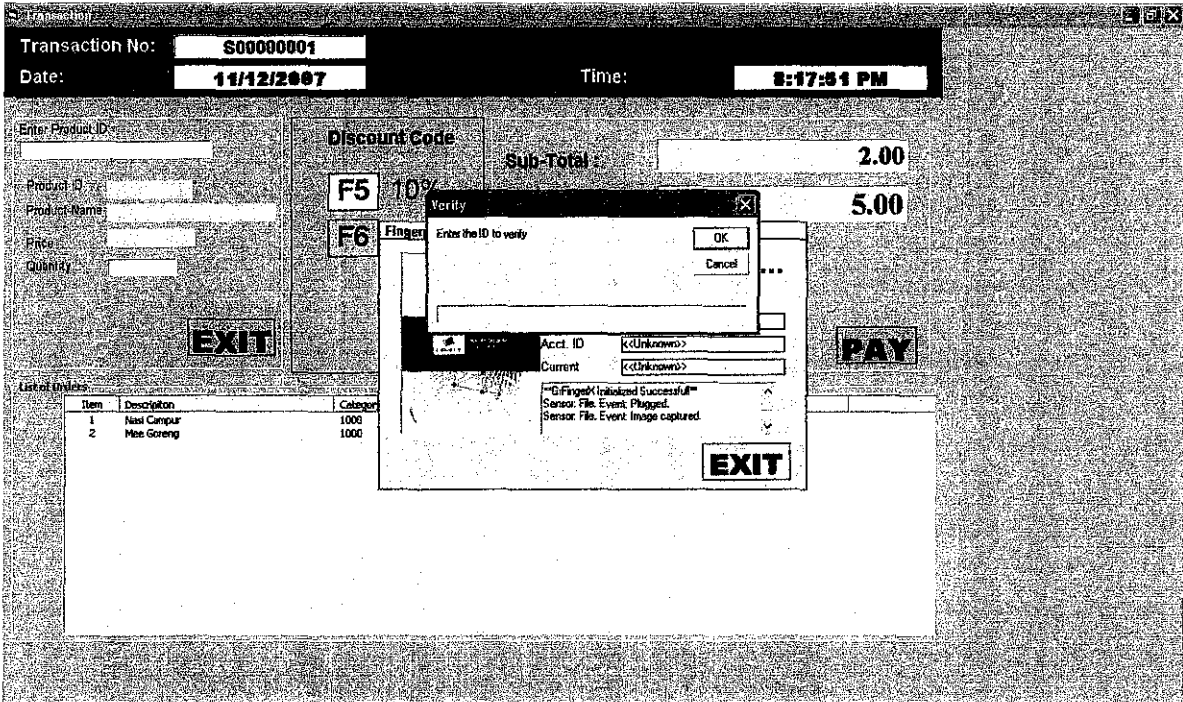 Transaction
Transaction No: S00000001
Date: 11/12/2007 Time: 8:17:51 PM
Enter Product ID
Product ID
Product Name
Price
Quantity
EXIT
Discount Code
F5 10%
F6
Sub-Total : 2.00
5.00
Verify
Enter the ID to verify
OK
Cancel
Acct. ID <<Unknown>>
Current <<Unknown>>
**GrFingerX Initialized Successful**
Sensor: File. Event: Plugged.
Sensor: File. Event: Image captured.
EXIT
PAY
List of Orders
Item Descripiton Category
1 Nasi Campur 1000
2 Mee Goreng 1000